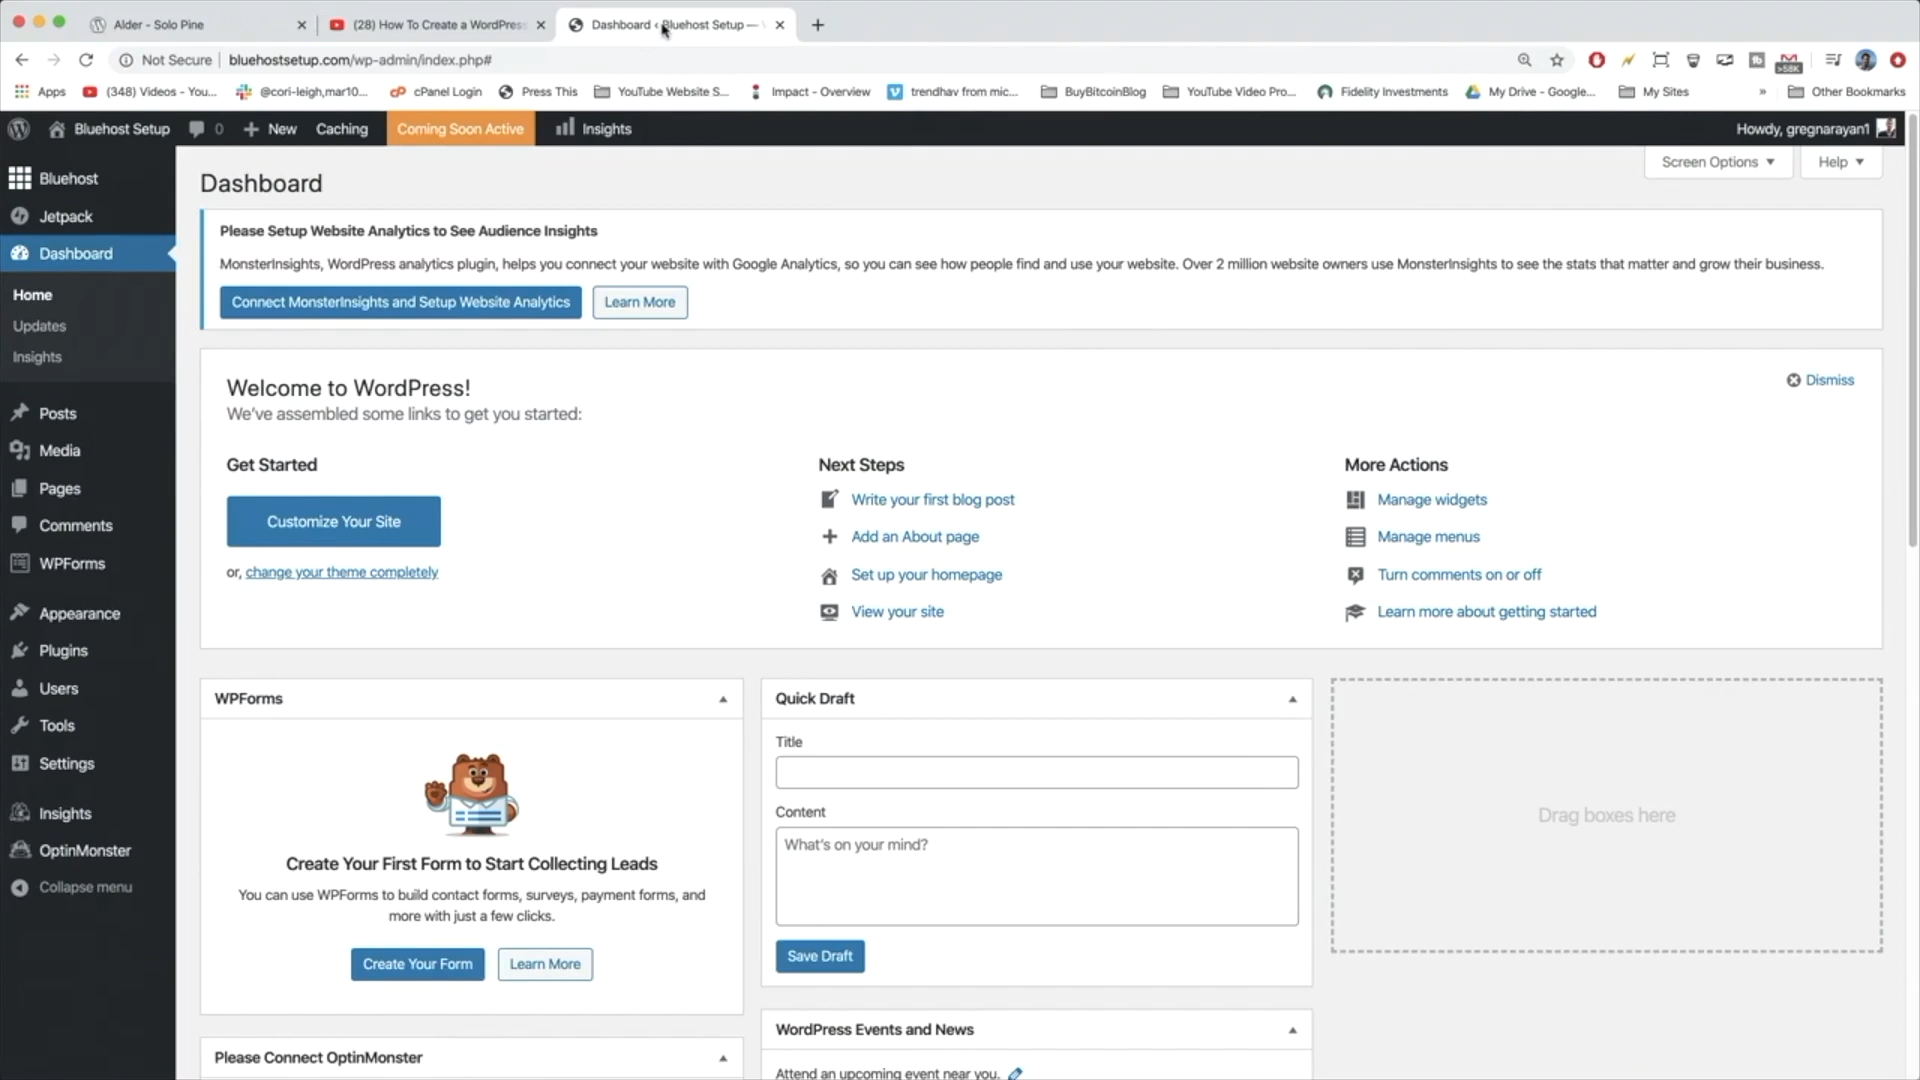 Alder - Solo Pine
(28) How To Create a WordPress
Dashboard ‹ Bluehost Setup —
Not Secure
bluehostsetup.com/wp-admin/index.php#
>58K
Apps
(348) Videos - You...
@cori-leigh,mar10...
cPanel Login
Press This
YouTube Website S...
Impact - Overview
trendhav from mic...
BuyBitcoinBlog
YouTube Video Pro...
Fidelity Investments
My Drive - Google...
My Sites
»
Other Bookmarks
Bluehost Setup
0
New
Caching
Coming Soon Active
Insights
Howdy, gregnarayan1
Bluehost
Jetpack
Dashboard
Home
Updates
Insights
Posts
Media
Pages
Comments
WPForms
Appearance
Plugins
Users
Tools
Settings
Insights
OptinMonster
Collapse menu
Screen Options
Help
Dashboard
Please Setup Website Analytics to See Audience Insights
MonsterInsights, WordPress analytics plugin, helps you connect your website with Google Analytics, so you can see how people find and use your website. Over 2 million website owners use MonsterInsights to see the stats that matter and grow their business.
Connect MonsterInsights and Setup Website Analytics
Learn More
Welcome to WordPress!
We've assembled some links to get you started:
Dismiss
Get Started
Customize Your Site
or, change your theme completely
Next Steps
Write your first blog post
Add an About page
Set up your homepage
View your site
More Actions
Manage widgets
Manage menus
Turn comments on or off
Learn more about getting started
WPForms
Create Your First Form to Start Collecting Leads
You can use WPForms to build contact forms, surveys, payment forms, and
more with just a few clicks.
Create Your Form
Learn More
Please Connect OptinMonster
Quick Draft
Title
Content
What's on your mind?
Save Draft
WordPress Events and News
Attend an upcoming event near you.
Drag boxes here